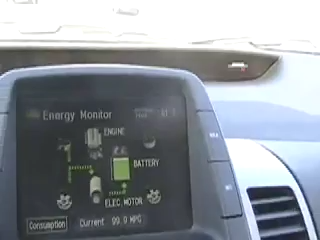 Energy Monitor
ENGINE
BATTERY
ELEC MOTOR
Consumption Current 99.9 MPG